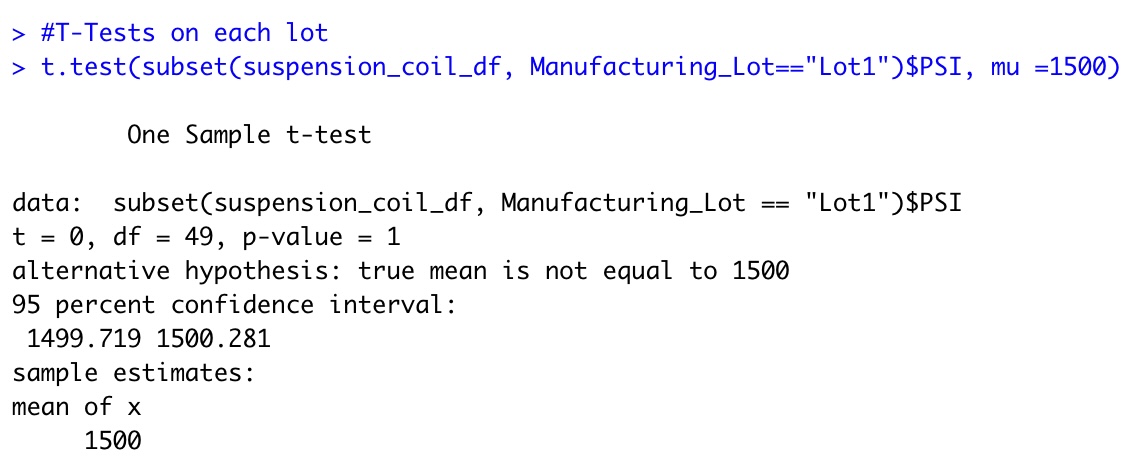 > #T-Tests on each lot
> t.test(subset(suspension_coil_df, Manufacturing_Lot=="Lot1")$PSI, mu =1500)
One Sample t-test
data:  subset(suspension_coil_df, Manufacturing_Lot == "Lot1")$PSI
t = 0, df = 49, p-value = 1
alternative hypothesis: true mean is not equal to 1500
95 percent confidence interval:
 1499.719 1500.281
sample estimates:
mean of x
     1500